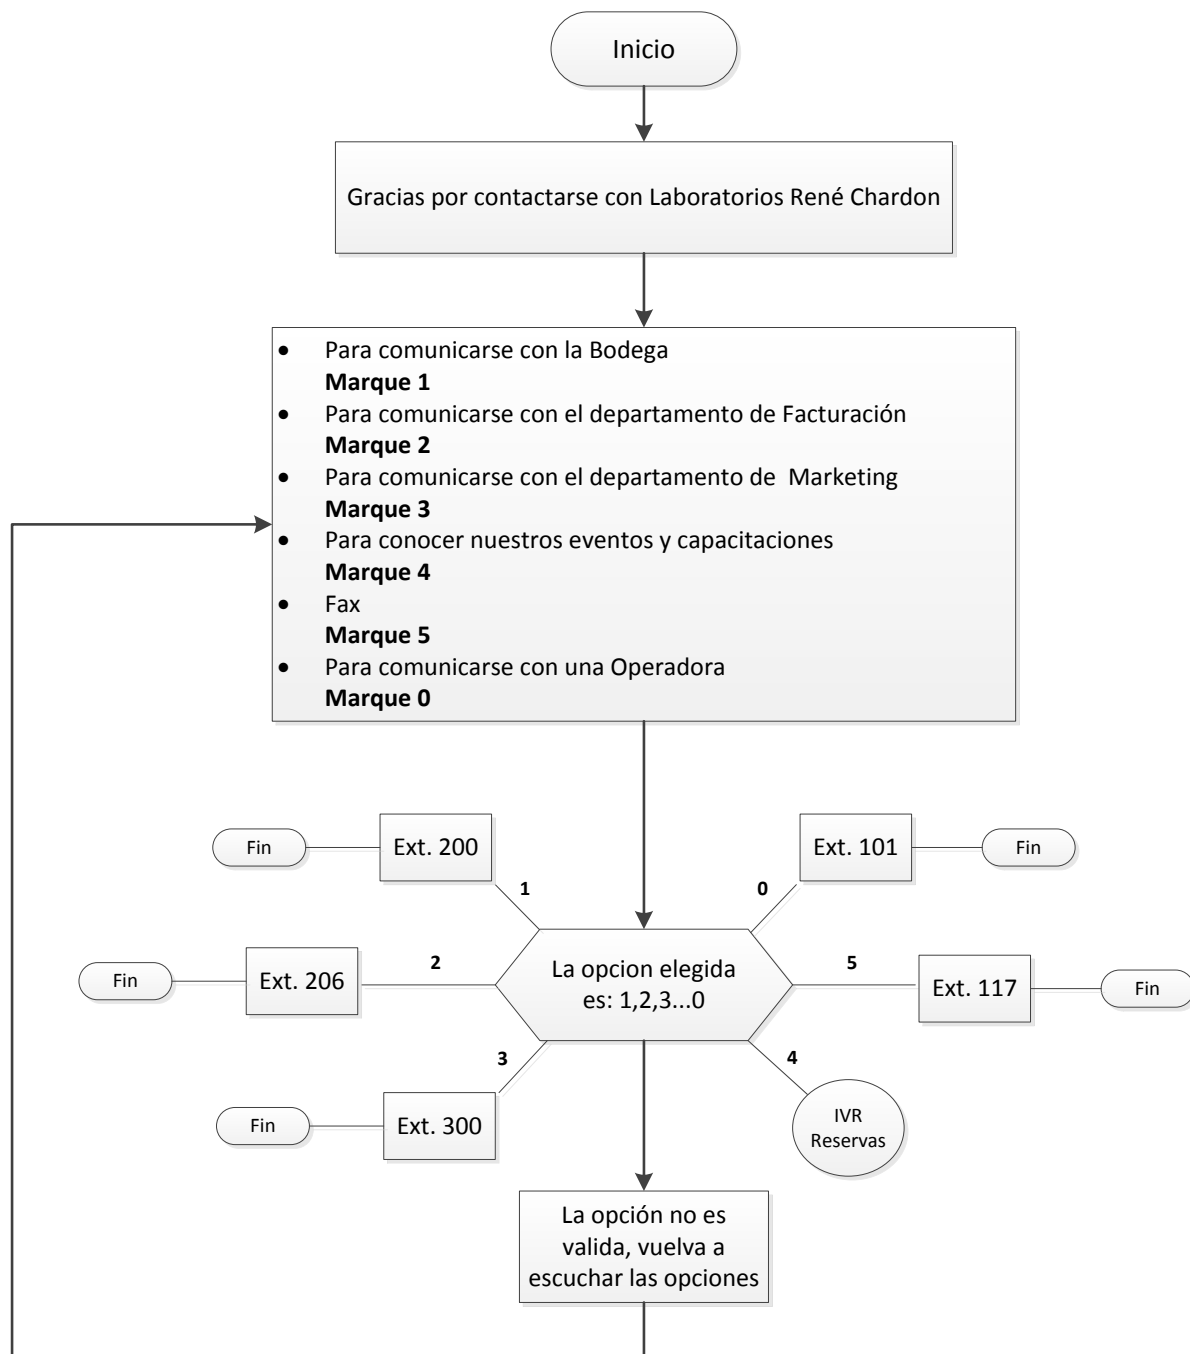 Inicio
Gracias por contactarse con Laboratorios René Chardon
• Para comunicarse con la Bodega
Marque 1
• Para comunicarse con el departamento de Facturación
Marque 2
• Para comunicarse con el departamento de  Marketing
Marque 3
• Para conocer nuestros eventos y capacitaciones
Marque 4
• Fax
Marque 5
• Para comunicarse con una Operadora
Marque 0
Fin
Ext. 200
Ext. 101
Fin
1
0
Fin
Ext. 206
2
La opcion elegida
es: 1,2,3...0
5
Ext. 117
Fin
3
4
Fin
Ext. 300
IVR
Reservas
La opción no es
valida, vuelva a
escuchar las opciones